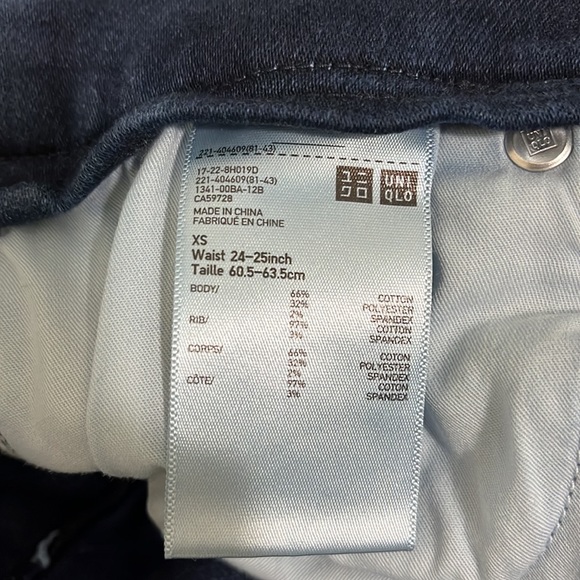 221-404609(81-43)
17-22-8H019D
221-404609(81-43)
1341-00BA-12B
CA59728
MADE IN CHINA
FABRIQUÉ EN CHINE
ユニ クロ
UNI QLO
XS
Waist 24-25inch
Taille 60.5-63.5cm
BODY/ 66% COTTON
32% POLYESTER
2% SPANDEX
RIB/ 97% COTTON
3% SPANDEX
CORPS/ 66% COTON
32% POLYESTER
2% SPANDEX
CÔTE/ 97% COTON
3% SPANDEX